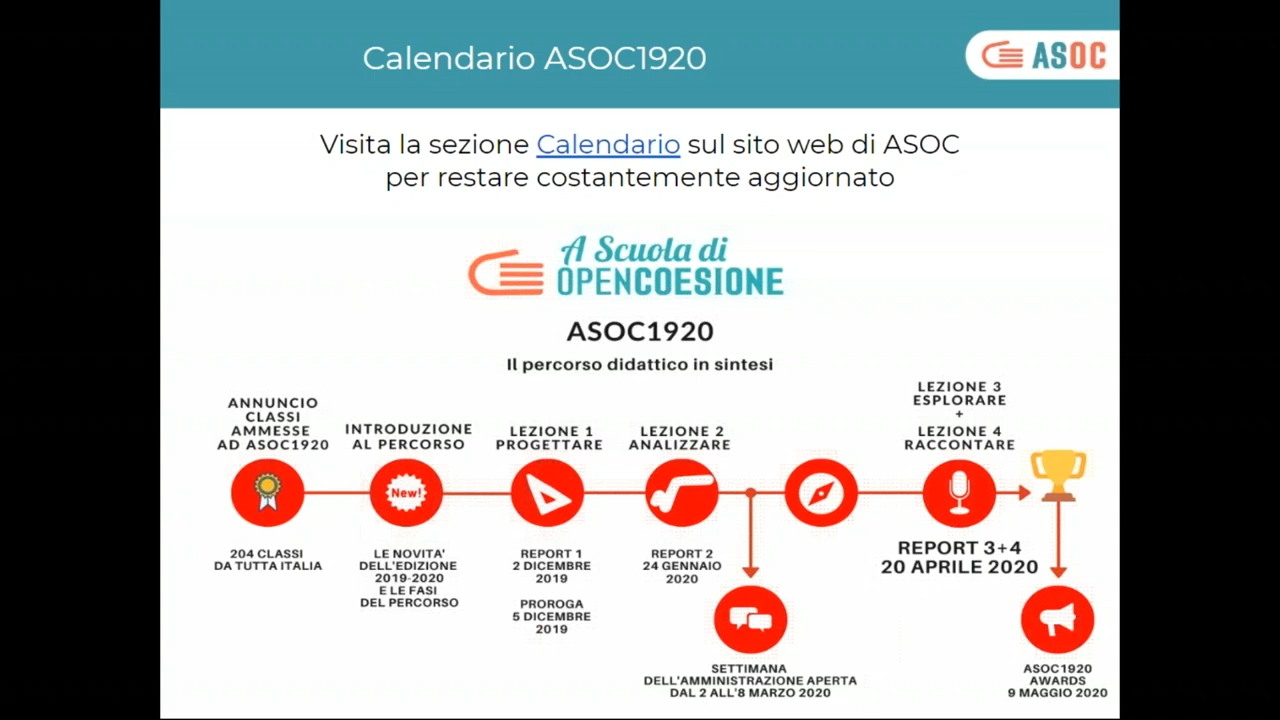 Calendario ASOC1920
ASOC
Visita la sezione Calendario sul sito web di ASOC
per restare costantemente aggiornato
A Scuola di
OPENCOESIONE
ASOC1920
Il percorso didattico in sintesi
ANNUNCIO
CLASSI
AMMESSE
AD ASOC1920
INTRODUZIONE
AL PERCORSO
LEZIONE 1
PROGETTARE
LEZIONE 2
ANALIZZARE
LEZIONE 3
ESPLORARE
+
LEZIONE 4
RACCONTARE
New!
204 CLASSI
DA TUTTA ITALIA
LE NOVITA'
DELL'EDIZIONE
2019-2020
E LE FASI
DEL PERCORSO
REPORT 1
2 DICEMBRE
2019
PROROGA
5 DICEMBRE
2019
REPORT 2
24 GENNAIO
2020
REPORT 3+4
20 APRILE 2020
SETTIMANA
DELL'AMMINISTRAZIONE APERTA
DAL 2 ALL'8 MARZO 2020
ASOC1920
AWARDS
9 MAGGIO 2020